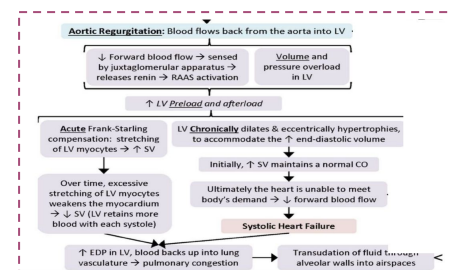 Aortic Regurgitation: Blood flows back from the aorta into LV
↓ Forward blood flow → sensed
by juxtaglomerular apparatus →
releases renin → RAAS activation
Volume and
pressure overload
in LV
↑ LV Preload and afterload
Acute Frank-Starling
compensation: stretching
of LV myocytes → ↑ SV
LV Chronically dilates & eccentrically hypertrophies,
to accommodate the ↑ end-diastolic volume
Initially, ↑ SV maintains a normal CO
Over time, excessive
stretching of LV myocytes
weakens the myocardium
→ ↓ SV (LV retains more
blood with each systole)
Ultimately the heart is unable to meet
body's demand → ↓ forward blood flow
Systolic Heart Failure
↑ EDP in LV, blood backs up into lung
vasculature → pulmonary congestion
Transudation of fluid through
alveolar walls into airspaces